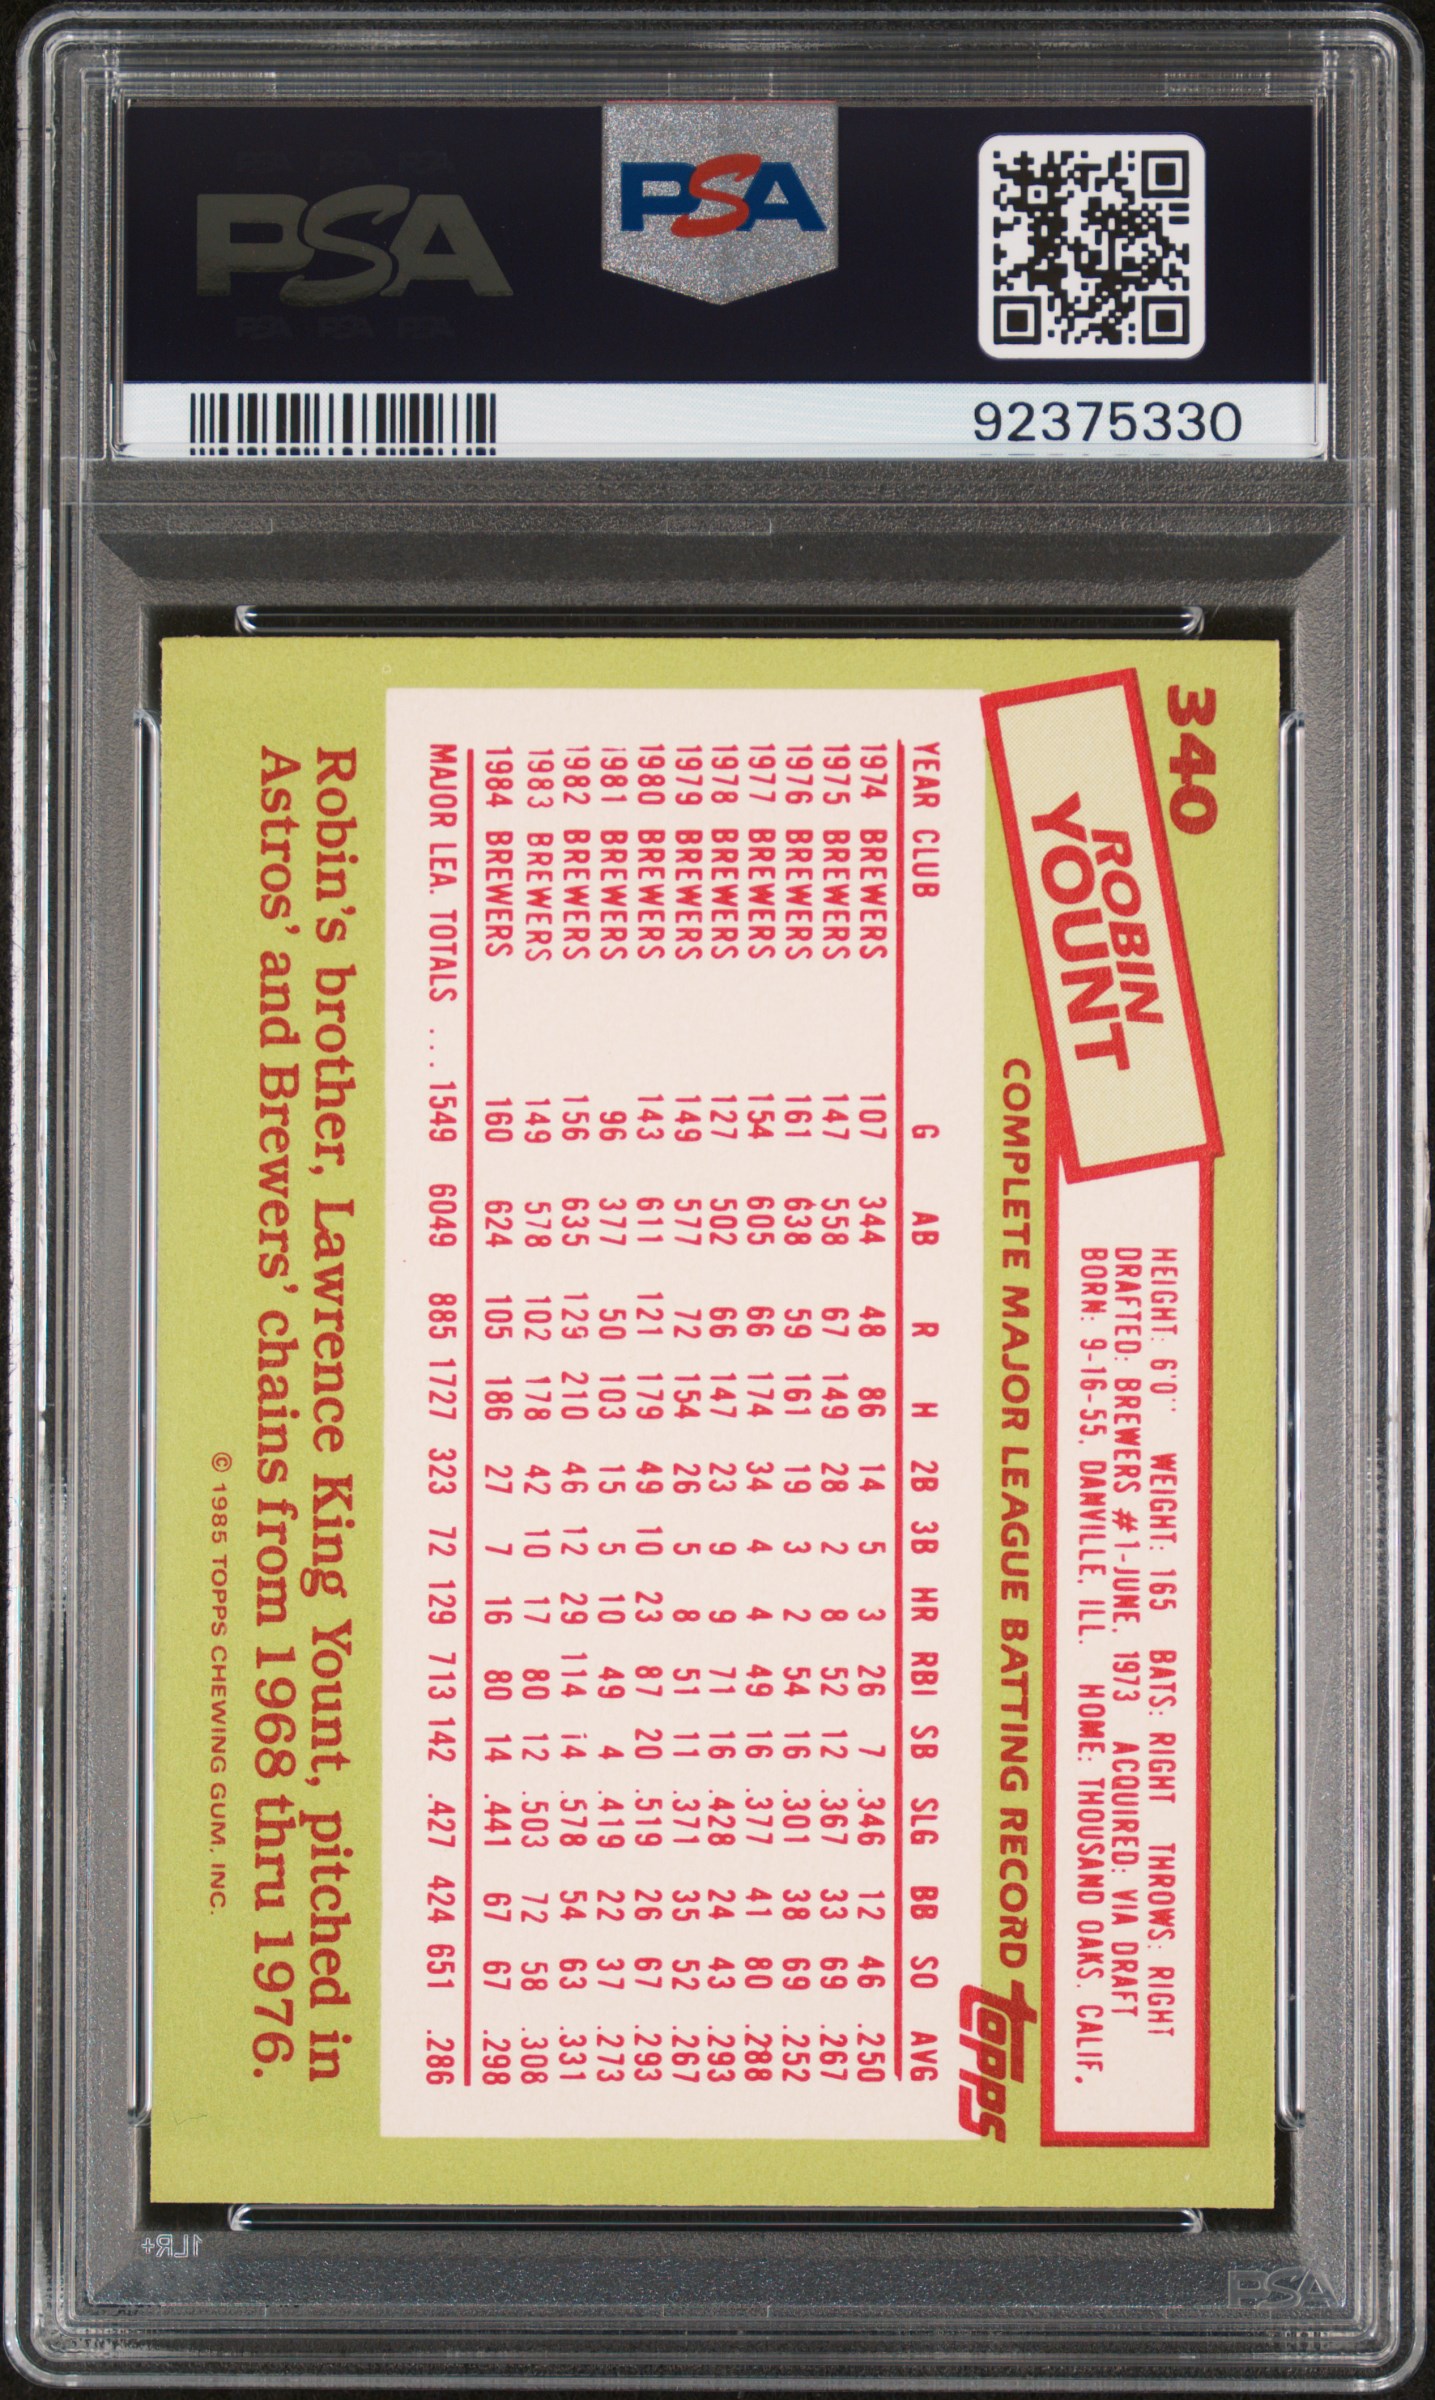 PSA
PSA
92375330
340
ROBIN
YOUNT
HEIGHT: 6'0" WEIGHT: 165 BATS: RIGHT THROWS: RIGHT
DRAFTED: BREWERS #1-JUNE, 1973 ACQUIRED: VIA DRAFT
BORN: 9-16-55, DANVILLE, ILL. HOME: THOUSAND OAKS, CALIF.
COMPLETE MAJOR LEAGUE BATTING RECORD Topps
YEAR CLUB G AB R H 2B 3B HR RBI SB SLG BB SO AVG
1974 BREWERS 107 344 48 86 14 5 3 26 7 .346 12 46 .250
1975 BREWERS 147 558 67 149 28 2 8 52 12 .367 33 69 .267
1976 BREWERS 161 638 59 161 19 3 2 54 16 .301 38 69 .252
1977 BREWERS 154 605 66 174 34 4 4 49 16 .377 41 80 .288
1978 BREWERS 127 502 66 147 23 9 9 71 16 .428 24 43 .293
1979 BREWERS 149 577 72 154 26 5 8 51 11 .371 35 52 .267
1980 BREWERS 143 611 121 179 49 10 23 87 20 .519 26 67 .293
1981 BREWERS 96 377 50 103 15 5 10 49 4 .419 22 37 .273
1982 BREWERS 156 635 129 210 46 12 29 114 14 .578 54 63 .331
1983 BREWERS 149 578 102 178 42 10 17 80 12 .503 72 58 .308
1984 BREWERS 160 624 105 186 27 7 16 80 14 .441 67 67 .298
MAJOR LEA. TOTALS ... 1549 6049 885 1727 323 72 129 713 142 .427 424 651 .286
Robin's brother, Lawrence King Yount, pitched in
Astros' and Brewers' chains from 1968 thru 1976.
© 1985 TOPPS CHEWING GUM, INC.
1LR+
PSA